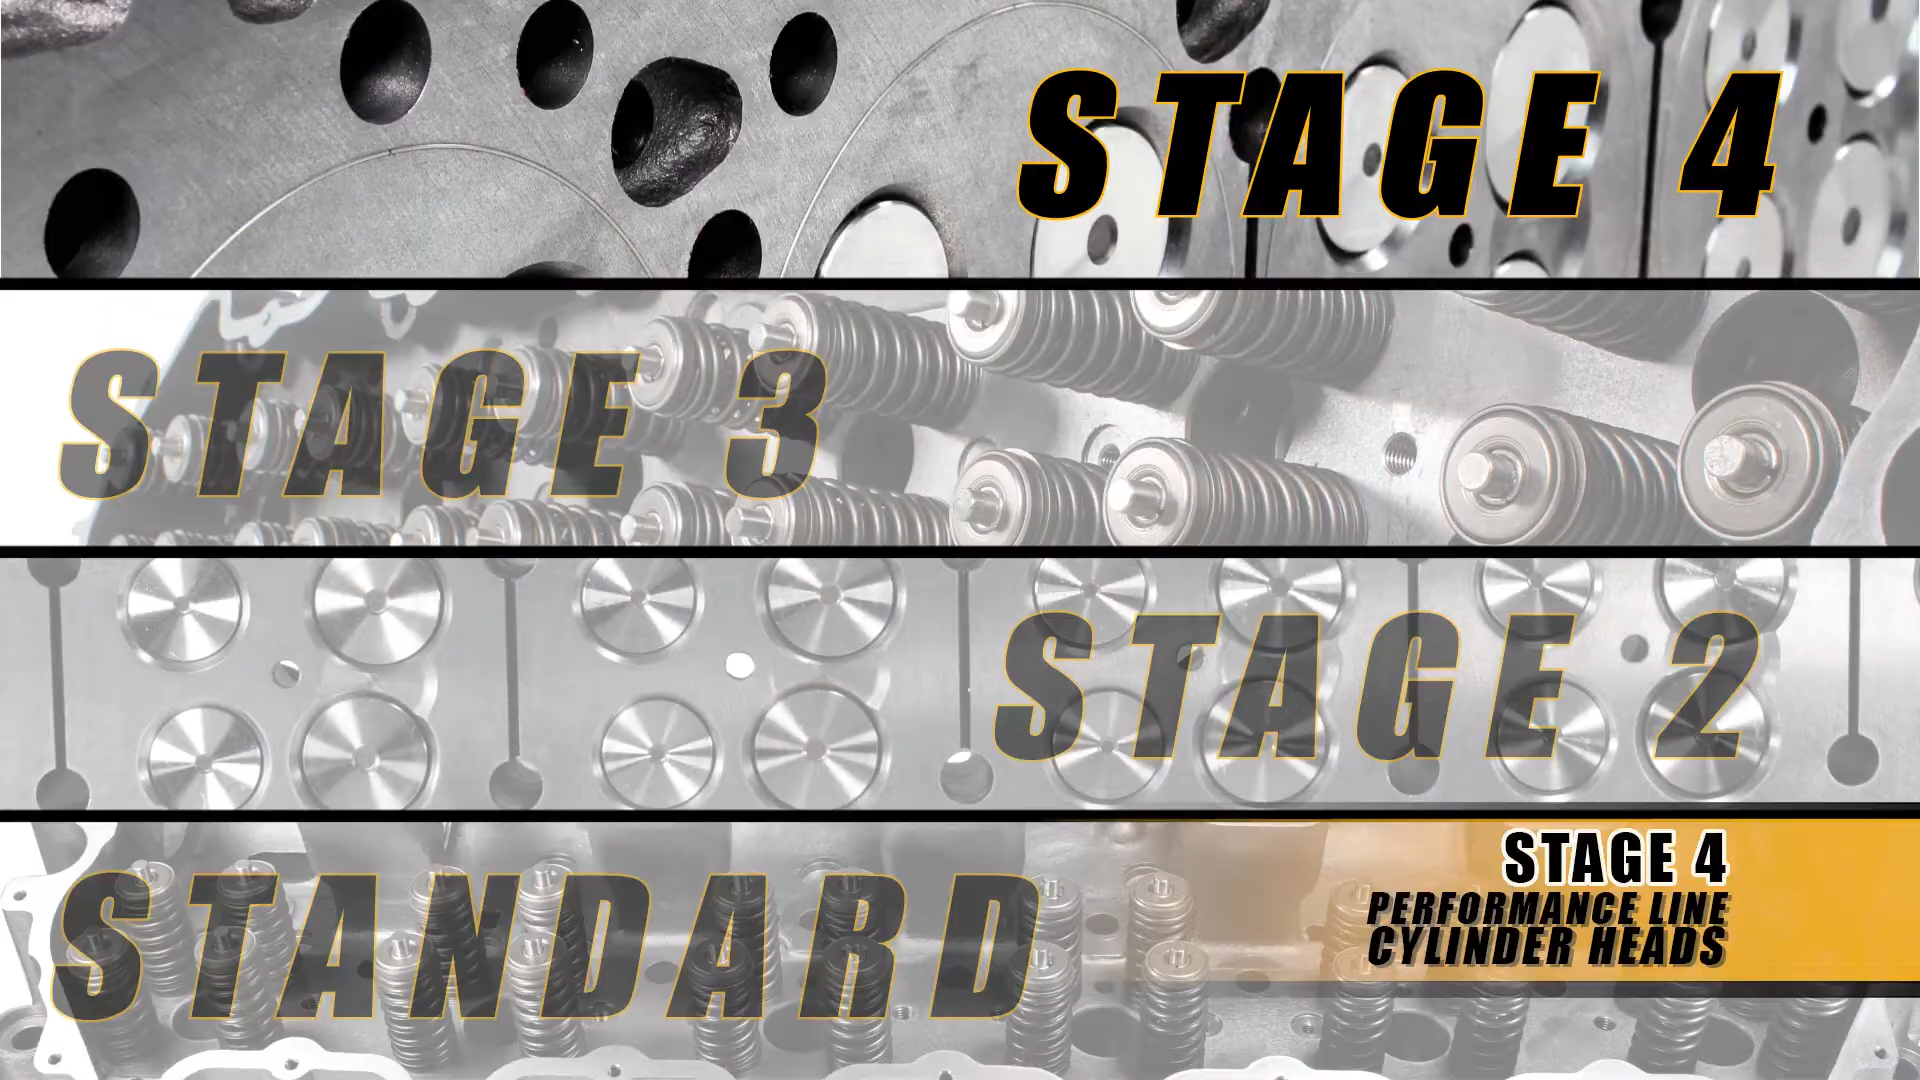 STAGE 4
STAGE 3
STAGE 2
STANDARD
STAGE 4
PERFORMANCE LINE
CYLINDER HEADS